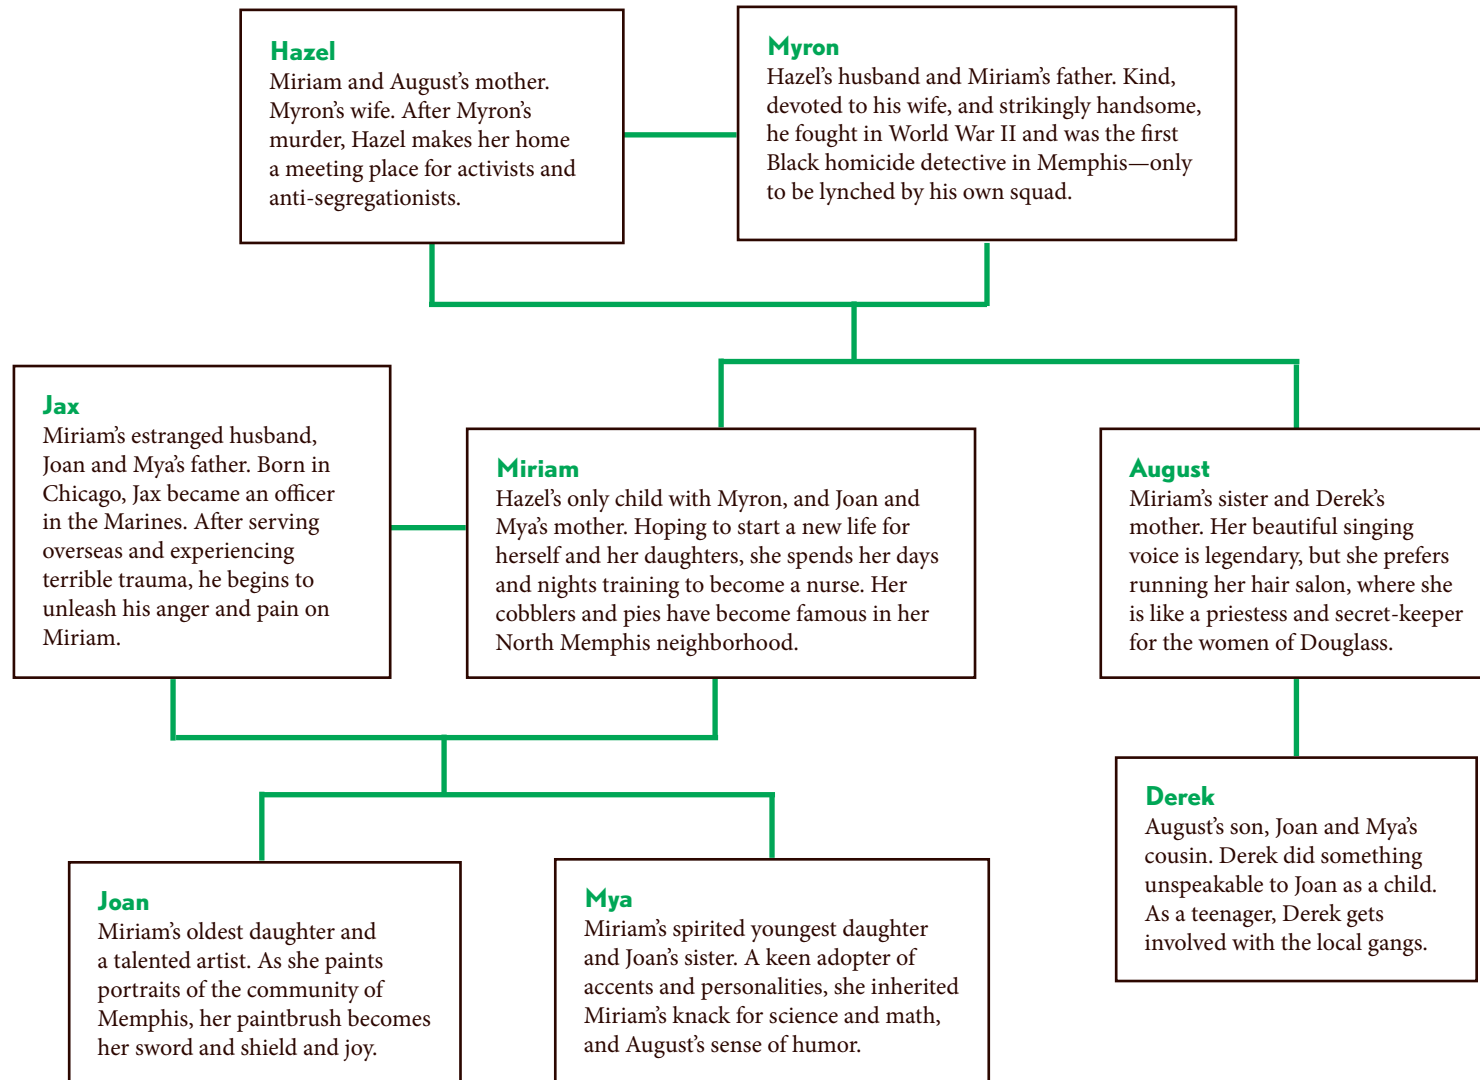 Hazel
Miriam and August’s mother.
Myron’s wife. After Myron’s
murder, Hazel makes her home
a meeting place for activists and
anti-segregationists.
Myron
Hazel’s husband and Miriam’s father. Kind,
devoted to his wife, and strikingly handsome,
he fought in World War II and was the first
Black homicide detective in Memphis—only
to be lynched by his own squad.
Jax
Miriam’s estranged husband,
Joan and Mya’s father. Born in
Chicago, Jax became an officer
in the Marines. After serving
overseas and experiencing
terrible trauma, he begins to
unleash his anger and pain on
Miriam.
Miriam
Hazel’s only child with Myron, and Joan and
Mya’s mother. Hoping to start a new life for
herself and her daughters, she spends her days
and nights training to become a nurse. Her
cobblers and pies have become famous in her
North Memphis neighborhood.
August
Miriam’s sister and Derek’s
mother. Her beautiful singing
voice is legendary, but she prefers
running her hair salon, where she
is like a priestess and secret-keeper
for the women of Douglass.
Joan
Miriam’s oldest daughter and
a talented artist. As she paints
portraits of the community of
Memphis, her paintbrush becomes
her sword and shield and joy.
Mya
Miriam’s spirited youngest daughter
and Joan’s sister. A keen adopter of
accents and personalities, she inherited
Miriam’s knack for science and math,
and August’s sense of humor.
Derek
August’s son, Joan and Mya’s
cousin. Derek did something
unspeakable to Joan as a child.
As a teenager, Derek gets
involved with the local gangs.